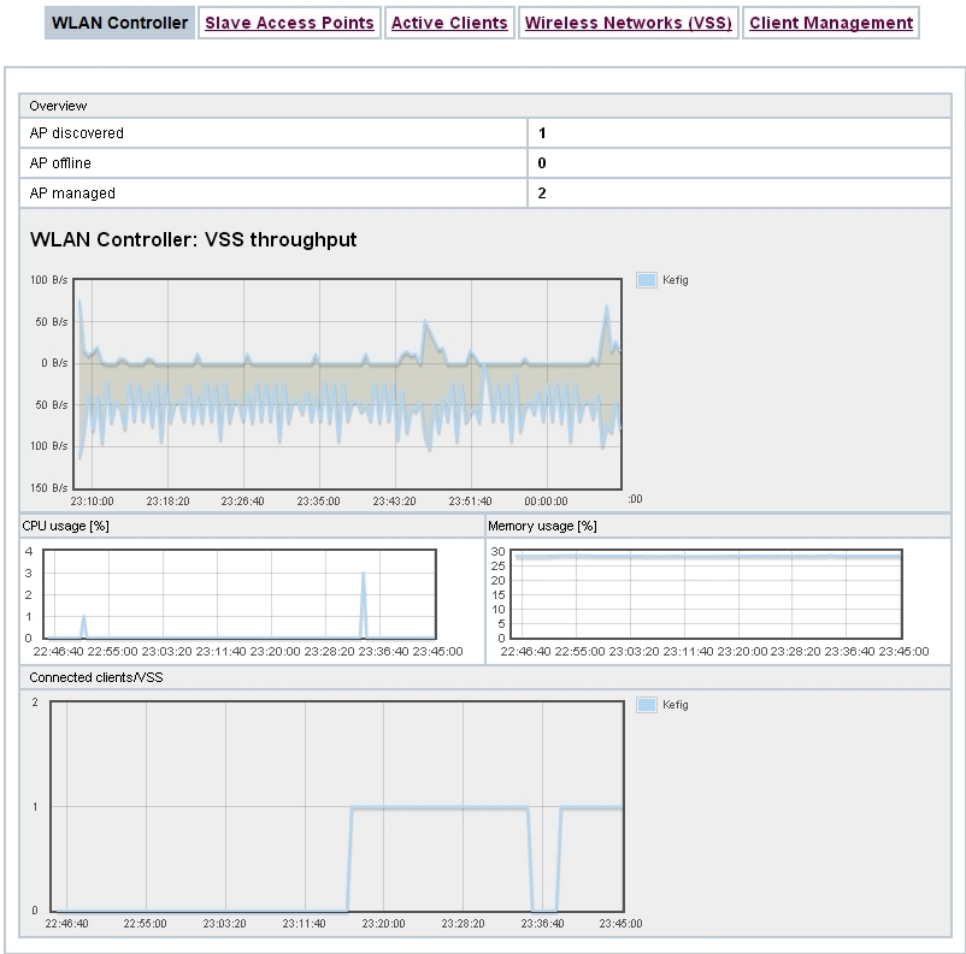 WLAN Controller Slave Access Points Active Clients Wireless Networks (VSS) Client Management
Overview
AP discovered 1
AP offline 0
AP managed 2
WLAN Controller: VSS throughput
100 B/s
50 B/s
0 B/s
50 B/s
100 B/s
150 B/s
23:10:00 23:18:20 23:26:40 23:35:00 23:43:20 23:51:40 00:00:00 :00
Kefig
CPU usage [%]
4
3
2
1
0
22:46:40 22:55:00 23:03:20 23:11:40 23:20:00 23:28:20 23:36:40 23:45:00
Memory usage [%]
30
25
20
15
10
5
0
22:46:40 22:55:00 23:03:20 23:11:40 23:20:00 23:28:20 23:36:40 23:45:00
Connected clients/VSS
2
1
0
22:46:40 22:55:00 23:03:20 23:11:40 23:20:00 23:28:20 23:36:40 23:45:00
Kefig